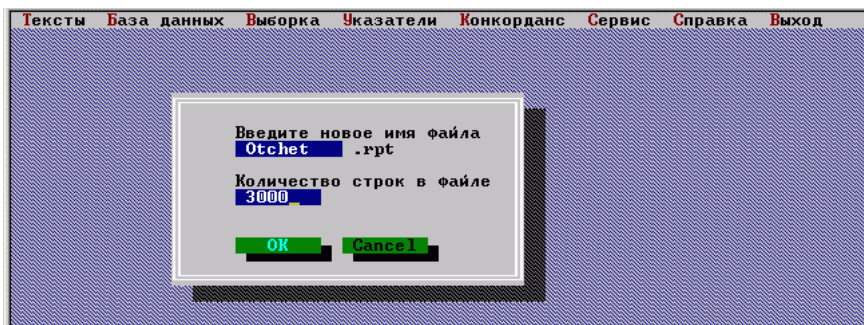 Тексты База данных Выборка Указатели Конкорданс Сервис Справка Выход
Введите новое имя файла
Otchet .rpt
Количество строк в файле
3000_
OK Cancel